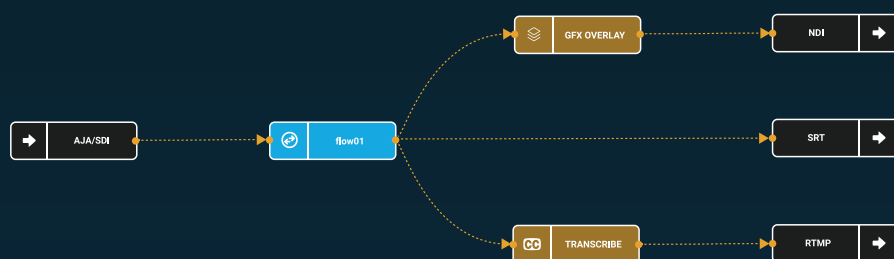 GFX OVERLAY
NDI
AJA/SDI
flow01
SRT
CC
TRANSCRIBE
RTMP